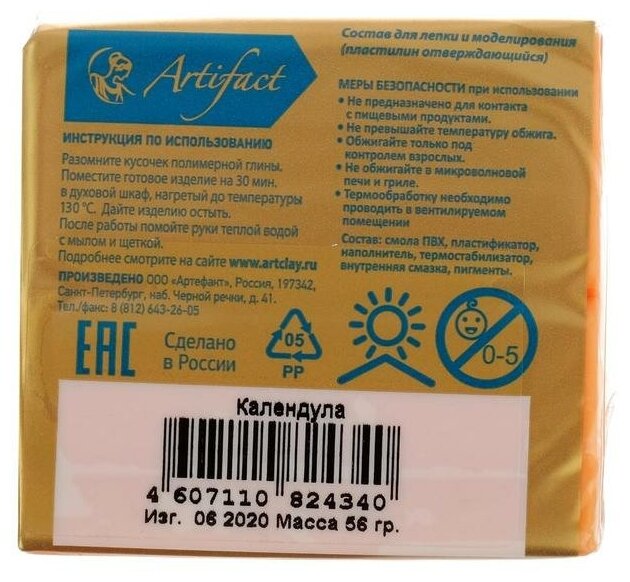 Artifact
ИНСТРУКЦИЯ ПО ИСПОЛЬЗОВАНИЮ
Разомните кусочек полимерной глины.
Поместите готовое изделие на 30 мин.
в духовой шкаф, нагретый до температуры
130 °С. Дайте изделию остыть.
После работы помойте руки теплой водой
с мылом и щеткой.
Подробнее смотрите на сайте www.artclay.ru
ПРОИЗВЕДЕНО ООО «Артефакт», Россия, 197342,
Санкт-Петербург, наб. Черной речки, д. 41.
Тел./факс: 8 (812) 643-26-05
EAC
Сделано
в России
05
PP
Состав для лепки и моделирования
(пластилин отверждающийся)
МЕРЫ БЕЗОПАСНОСТИ при использовании
• Не предназначено для контакта
с пищевыми продуктами.
• Не превышайте температуру обжига.
• Обжигайте только под
контролем взрослых.
• Не обжигайте в микроволновой
печи и гриле.
• Термообработку необходимо
проводить в вентилируемом
помещении
Состав: смола ПВХ, пластификатор,
наполнитель, термостабилизатор,
внутренняя смазка, пигменты.
0-5
Календула
4 607110 824340
Изг. 06 2020 Масса 56 гр.